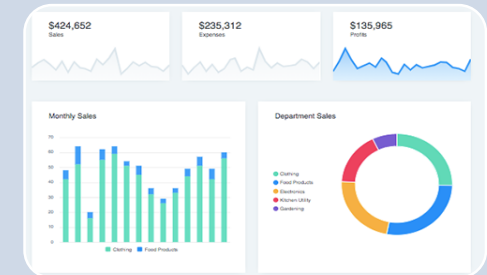 $424,652
Sales
$235,312
Expenses
$135,965
Profits
Monthly Sales
70
60
50
40
30
20
10
0
Clothing
Food Products
Department Sales
Clothing
Food Products
Electronics
Kitchen Utility
Gardening